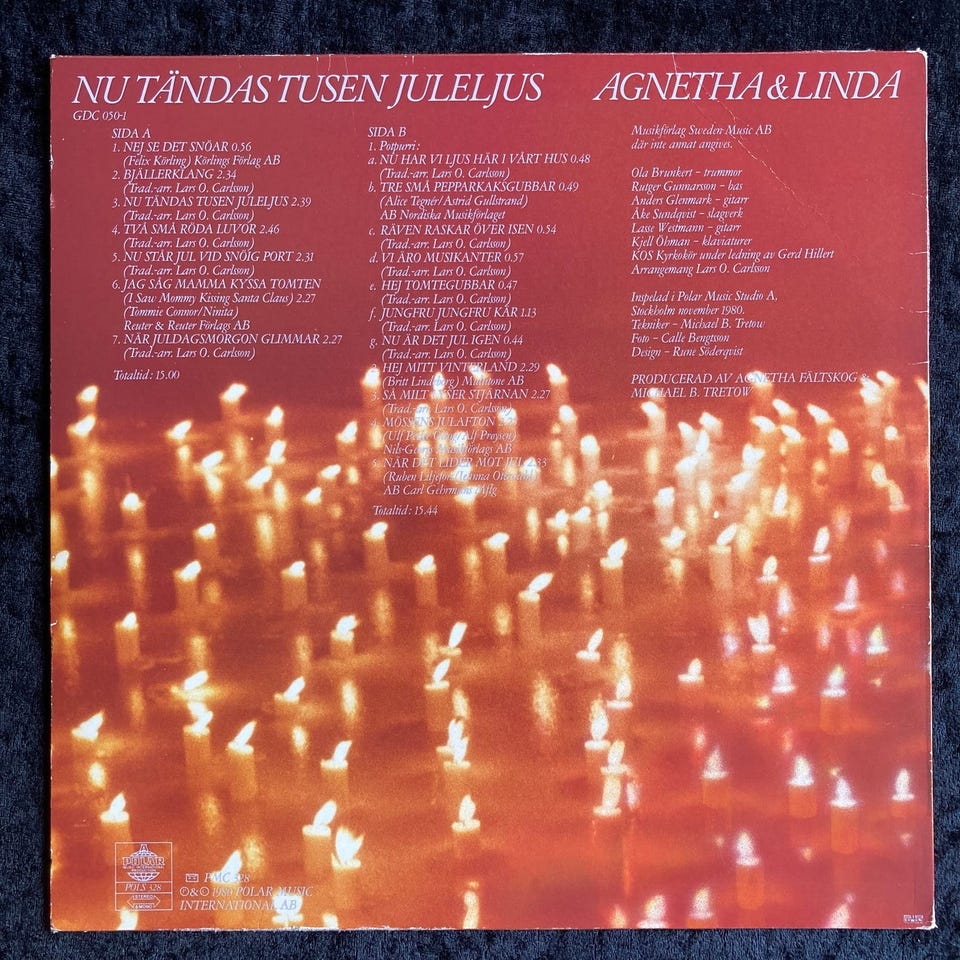 NU TÄNDAS TUSEN JULELJUS
AGNETHA & LINDA
GDC 050-1
SIDA A
1. NEJ SE DET SNÖAR 0.56
(Felix Körling) Körlings Förlag AB
2. BJÄLLERKLANG 2.34
(Trad.-arr. Lars O. Carlsson)
3. NU TÄNDAS TUSEN JULELJUS 2.39
(Trad.-arr. Lars O. Carlsson)
4. TVÅ SMÅ RÖDA LUVOR 2.46
(Trad.-arr. Lars O. Carlsson)
5. NU STÅR JUL VID SNÖIG PORT 2.31
(Trad.-arr. Lars O. Carlsson)
6. JAG SÅG MAMMA KYSSA TOMTEN
(I Saw Mommy Kissing Santa Claus) 2.27
(Tommie Connor/Ninita)
Reuter & Reuter Förlags AB
7. NÄR JULDAGSMORGON GLIMMAR 2.27
(Trad.-arr. Lars O. Carlsson)
Totaltid: 15.00
SIDA B
1. Potpurri:
a. NU HAR VI LJUS HÄR I VÅRT HUS 0.48
(Trad.-arr. Lars O. Carlsson)
b. TRE SMÅ PEPPARKAKSGUBBAR 0.49
(Alice Tegnér/Astrid Gullstrand)
AB Nordiska Musikförlaget
c. RÄVEN RASKAR ÖVER ISEN 0.54
(Trad.-arr. Lars O. Carlsson)
d. VI ÄRO MUSIKANTER 0.57
(Trad.-arr. Lars O. Carlsson)
e. HEJ TOMTEGUBBAR 0.47
(Trad.-arr. Lars O. Carlsson)
f. JUNGFRU JUNGFRU KÄR 1.13
(Trad.-arr. Lars O. Carlsson)
g. NU ÄR DET JUL IGEN 0.44
(Trad.-arr. Lars O. Carlsson)
2. HEJ MITT VINTERLAND 2.29
(Britt Lindeborg) Multitone AB
3. SÅ MILT LYSER STJÄRNAN 2.27
(Trad.-arr. Lars O. Carlsson)
4. MÖSSENS JULAFTON
(Ulf Peder Olrog/Alf Prøysen)
Nils-Georgs Musikförlags AB
5. NÄR DET LIDER MOT JUL 2.33
(Ruben Liljefors/Jeanna Oterdahl)
AB Carl Gehrmans Mflg
Totaltid: 15.44
Musikförlag Sweden Music AB
där inte annat angives.
Ola Brunkert – trummor
Rutger Gunnarsson – bas
Anders Glenmark – gitarr
Åke Sundqvist – slagverk
Lasse Westmann – gitarr
Kjell Öhman – klaviaturer
KÖS Kyrkokör under ledning av Gerd Hillert
Arrangemang Lars O. Carlsson
Inspelad i Polar Music Studio A,
Stockholm november 1980.
Tekniker – Michael B. Tretow
Foto – Calle Bengtson
Design – Rune Söderqvist
PRODUCERAD AV AGNETHA FÄLTSKOG &
MICHAEL B. TRETOW
POLAR
POLS 328
STEREO
& MONO
PMC 328
℗ & © 1980 POLAR MUSIC
INTERNATIONAL AB